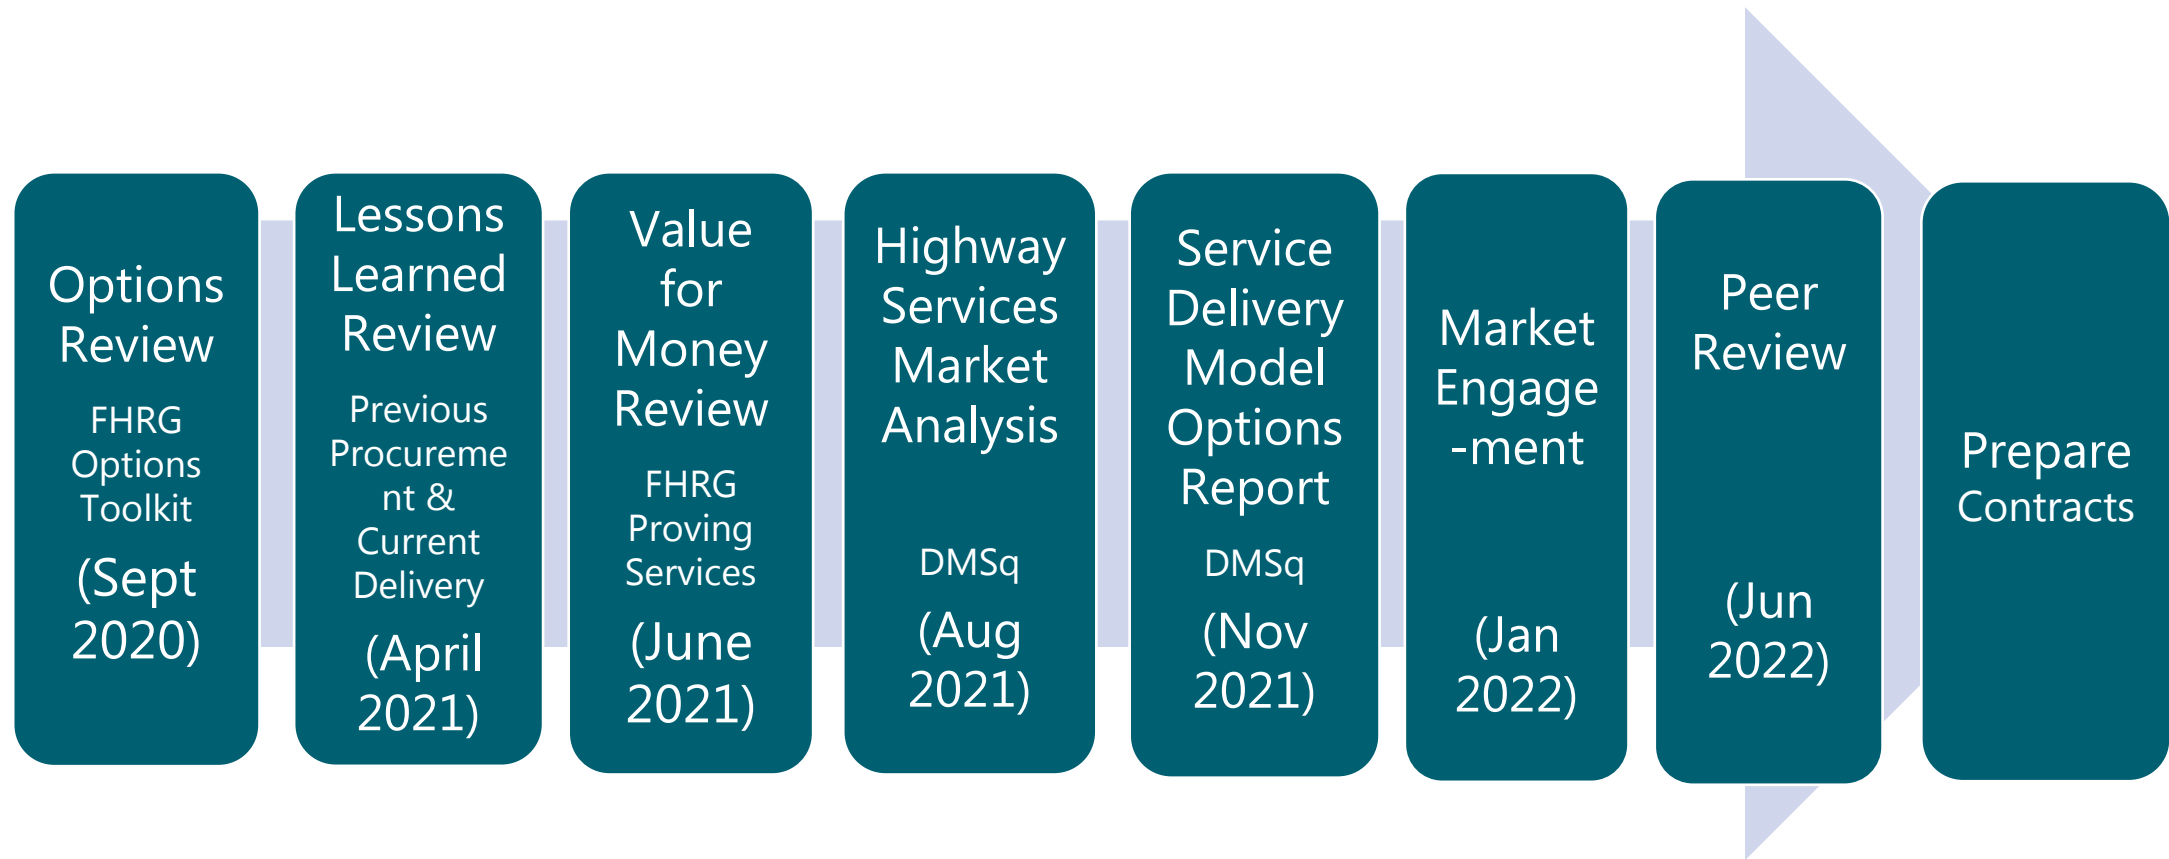 Options
Review
FHRG
Options
Toolkit
(Sept
2020)
Lessons
Learned
Review
Previous
Procureme
nt &
Current
Delivery
(April
2021)
Value
for
Money
Review
FHRG
Proving
Services
(June
2021)
Highway
Services
Market
Analysis
DMSq
(Aug
2021)
Service
Delivery
Model
Options
Report
DMSq
(Nov
2021)
Market
Engage
-ment
(Jan
2022)
Peer
Review
(Jun
2022)
Prepare
Contracts